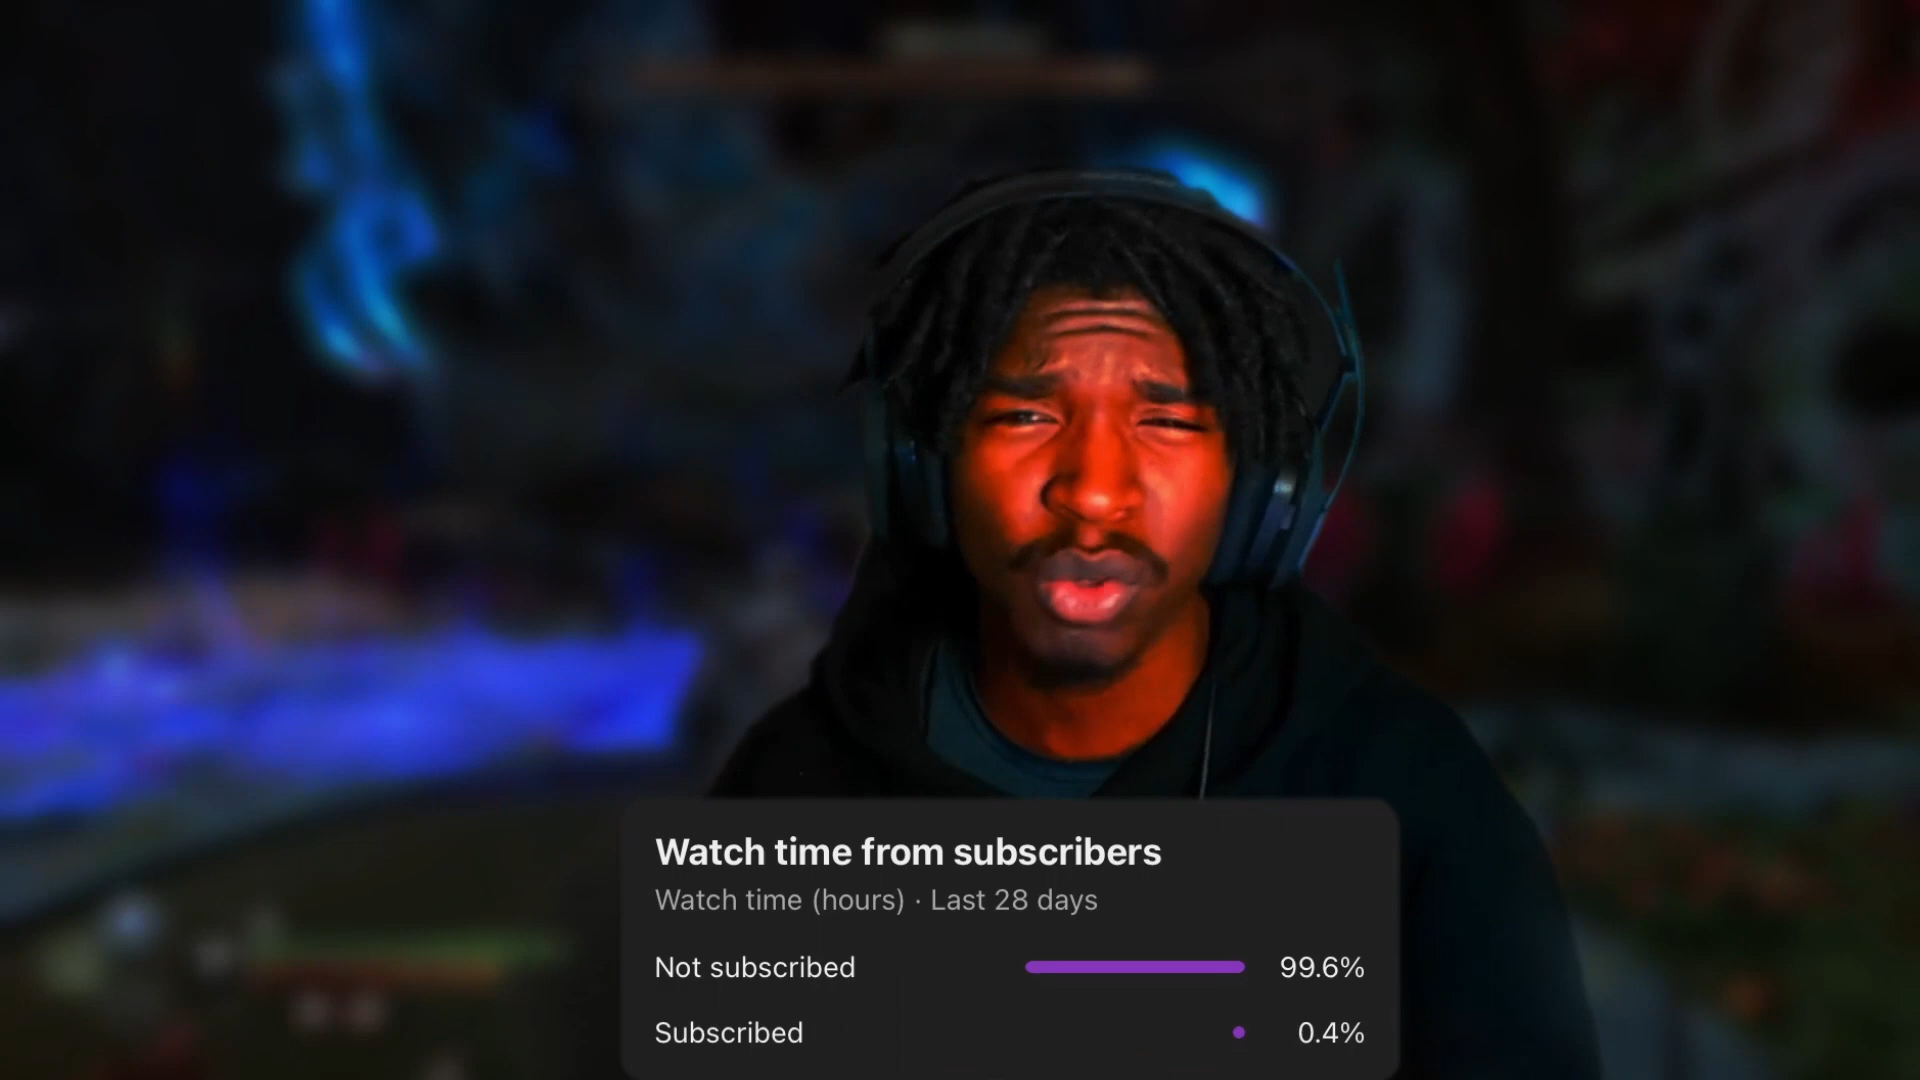 Watch time from subscribers
Watch time (hours) · Last 28 days
Not subscribed 99.6%
Subscribed 0.4%